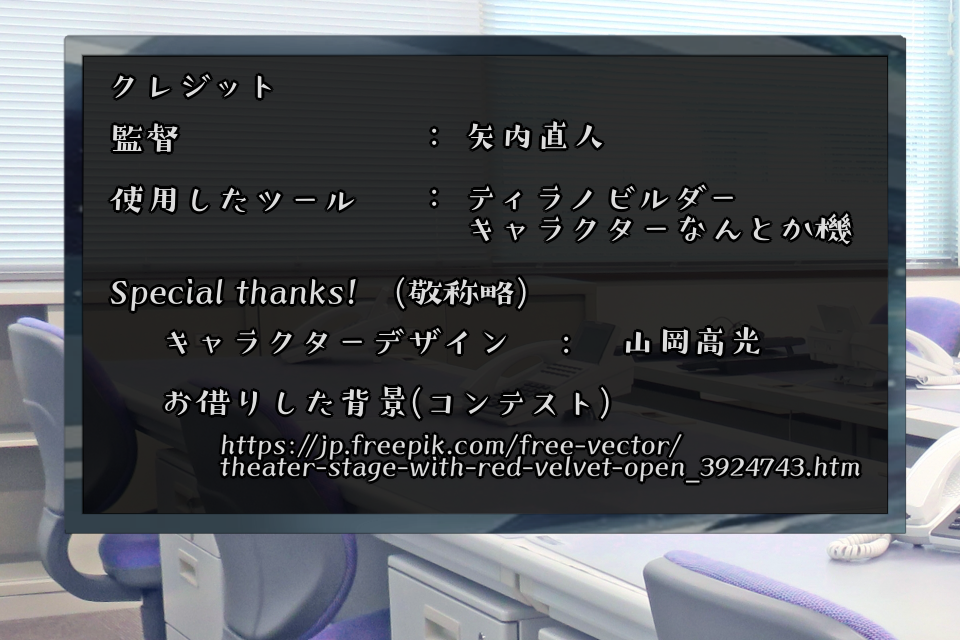 クレジット
監督 : 矢内直人
使用したツール : ティラノビルダー
キャラクターなんとか機
Special thanks! (敬称略)
キャラクターデザイン : 山岡高光
お借りした背景(コンテスト)
https://jp.freepik.com/free-vector/
theater-stage-with-red-velvet-open_3924743.htm